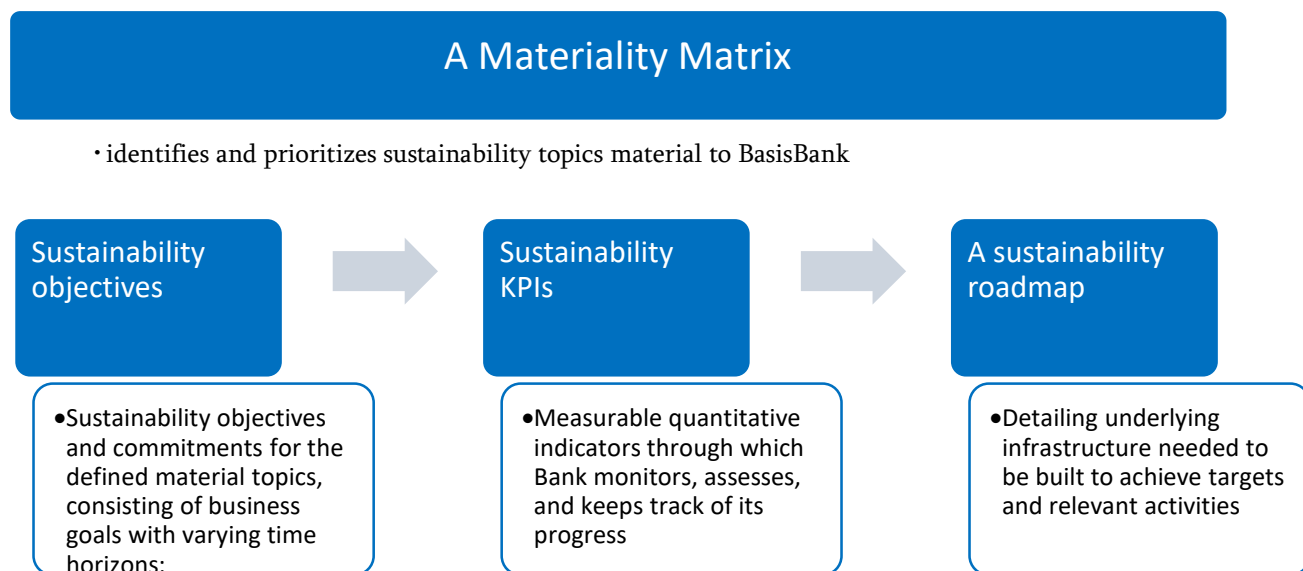 A Materiality Matrix
· identifies and prioritizes sustainability topics material to BasisBank
Sustainability
objectives
Sustainability
KPIs
A sustainability
roadmap
•Sustainability objectives
and commitments for the
defined material topics,
consisting of business
goals with varying time
horizons;
•Measurable quantitative
indicators through which
Bank monitors, assesses,
and keeps track of its
progress
•Detailing underlying
infrastructure needed to
be built to achieve targets
and relevant activities